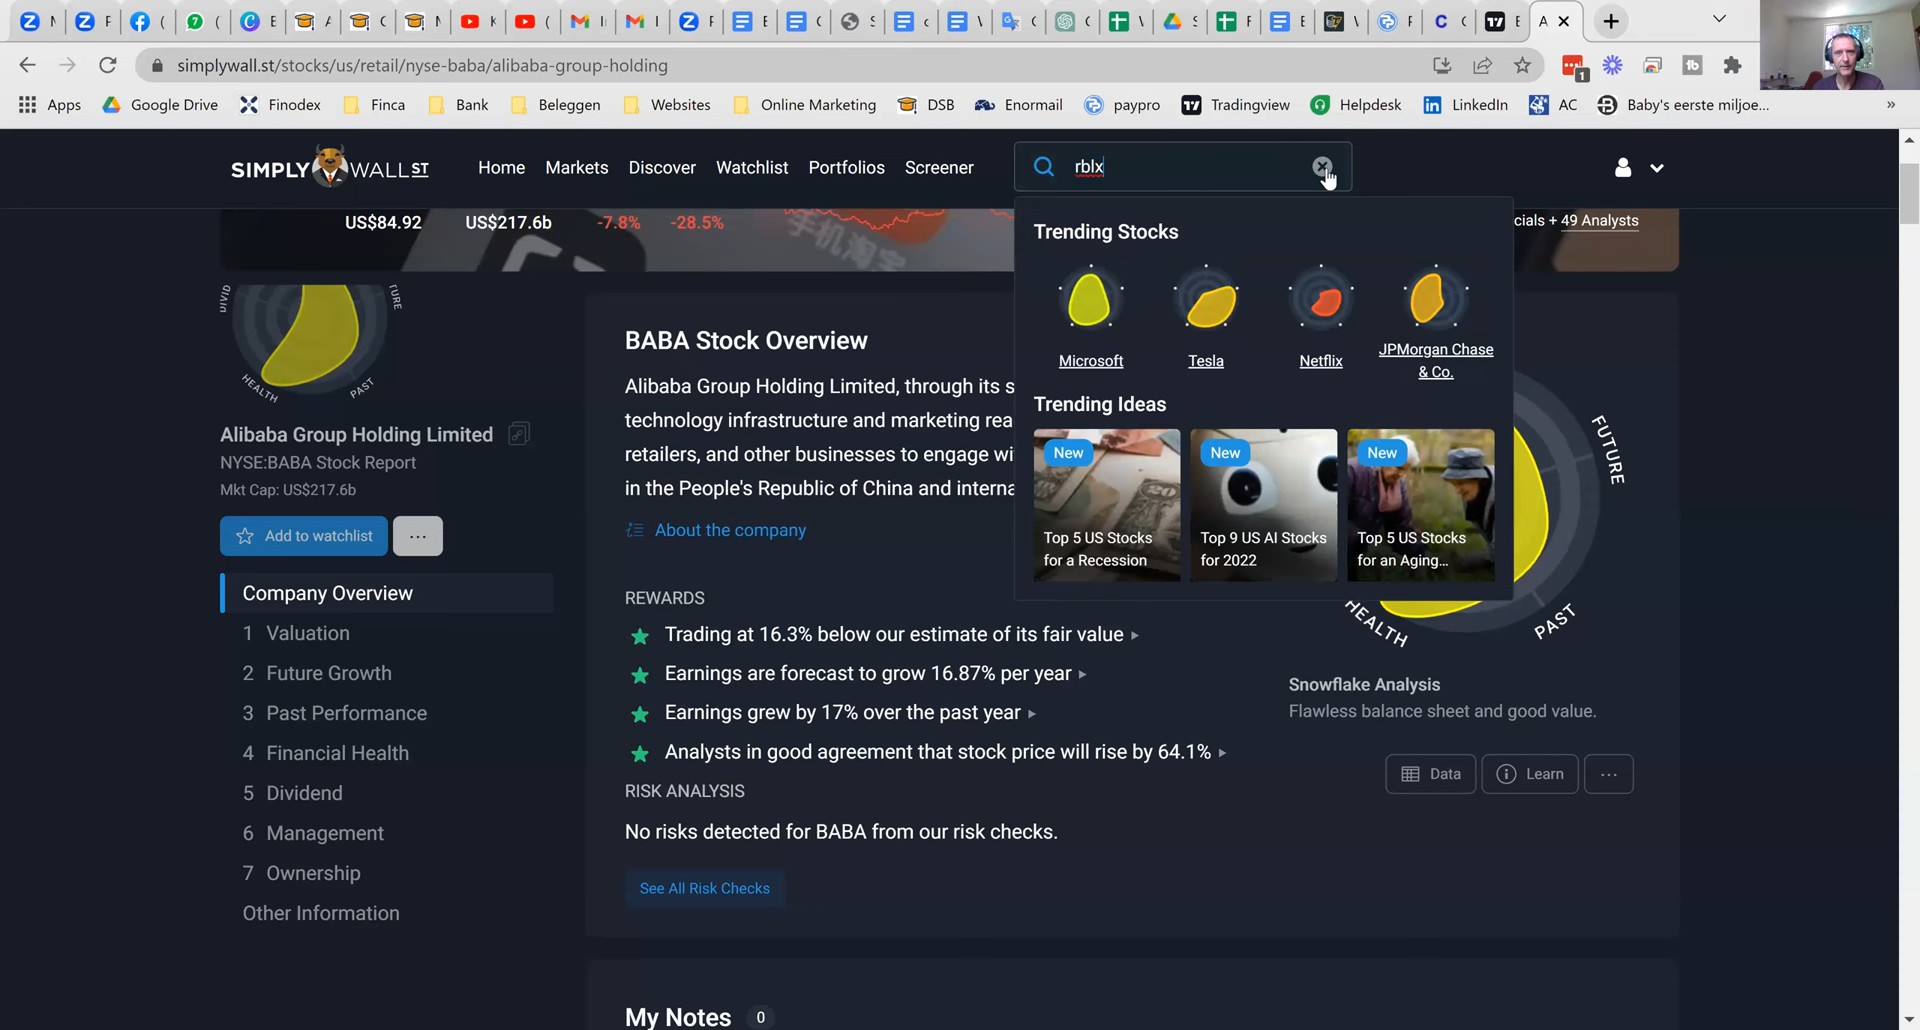 simplywall.st/stocks/us/retail/nyse-baba/alibaba-group-holding
1
Apps
Google Drive
Finodex
Finca
Bank
Beleggen
Websites
Online Marketing
DSB
Enormail
paypro
Tradingview
Helpdesk
LinkedIn
AC
Baby's eerste miljoe...
»
SIMPLY WALL ST
Home
Markets
Discover
Watchlist
Portfolios
Screener
rblx
US$84.92
US$217.6b
-7.8%
-28.5%
手机淘宝
cials + 49 Analysts
DIVID
TURE
HEALTH
PAST
Alibaba Group Holding Limited
NYSE:BABA Stock Report
Mkt Cap: US$217.6b
Add to watchlist
...
Company Overview
1 Valuation
2 Future Growth
3 Past Performance
4 Financial Health
5 Dividend
6 Management
7 Ownership
Other Information
BABA Stock Overview
Alibaba Group Holding Limited, through its s
technology infrastructure and marketing rea
retailers, and other businesses to engage wi
in the People's Republic of China and interna
About the company
REWARDS
Trading at 16.3% below our estimate of its fair value
Earnings are forecast to grow 16.87% per year
Earnings grew by 17% over the past year
Analysts in good agreement that stock price will rise by 64.1%
RISK ANALYSIS
No risks detected for BABA from our risk checks.
See All Risk Checks
My Notes 0
Trending Stocks
Microsoft
Tesla
Netflix
JPMorgan Chase
& Co.
Trending Ideas
New
Top 5 US Stocks
for a Recession
New
Top 9 US AI Stocks
for 2022
New
Top 5 US Stocks
for an Aging...
FUTURE
HEALTH
PAST
Snowflake Analysis
Flawless balance sheet and good value.
Data
Learn
...